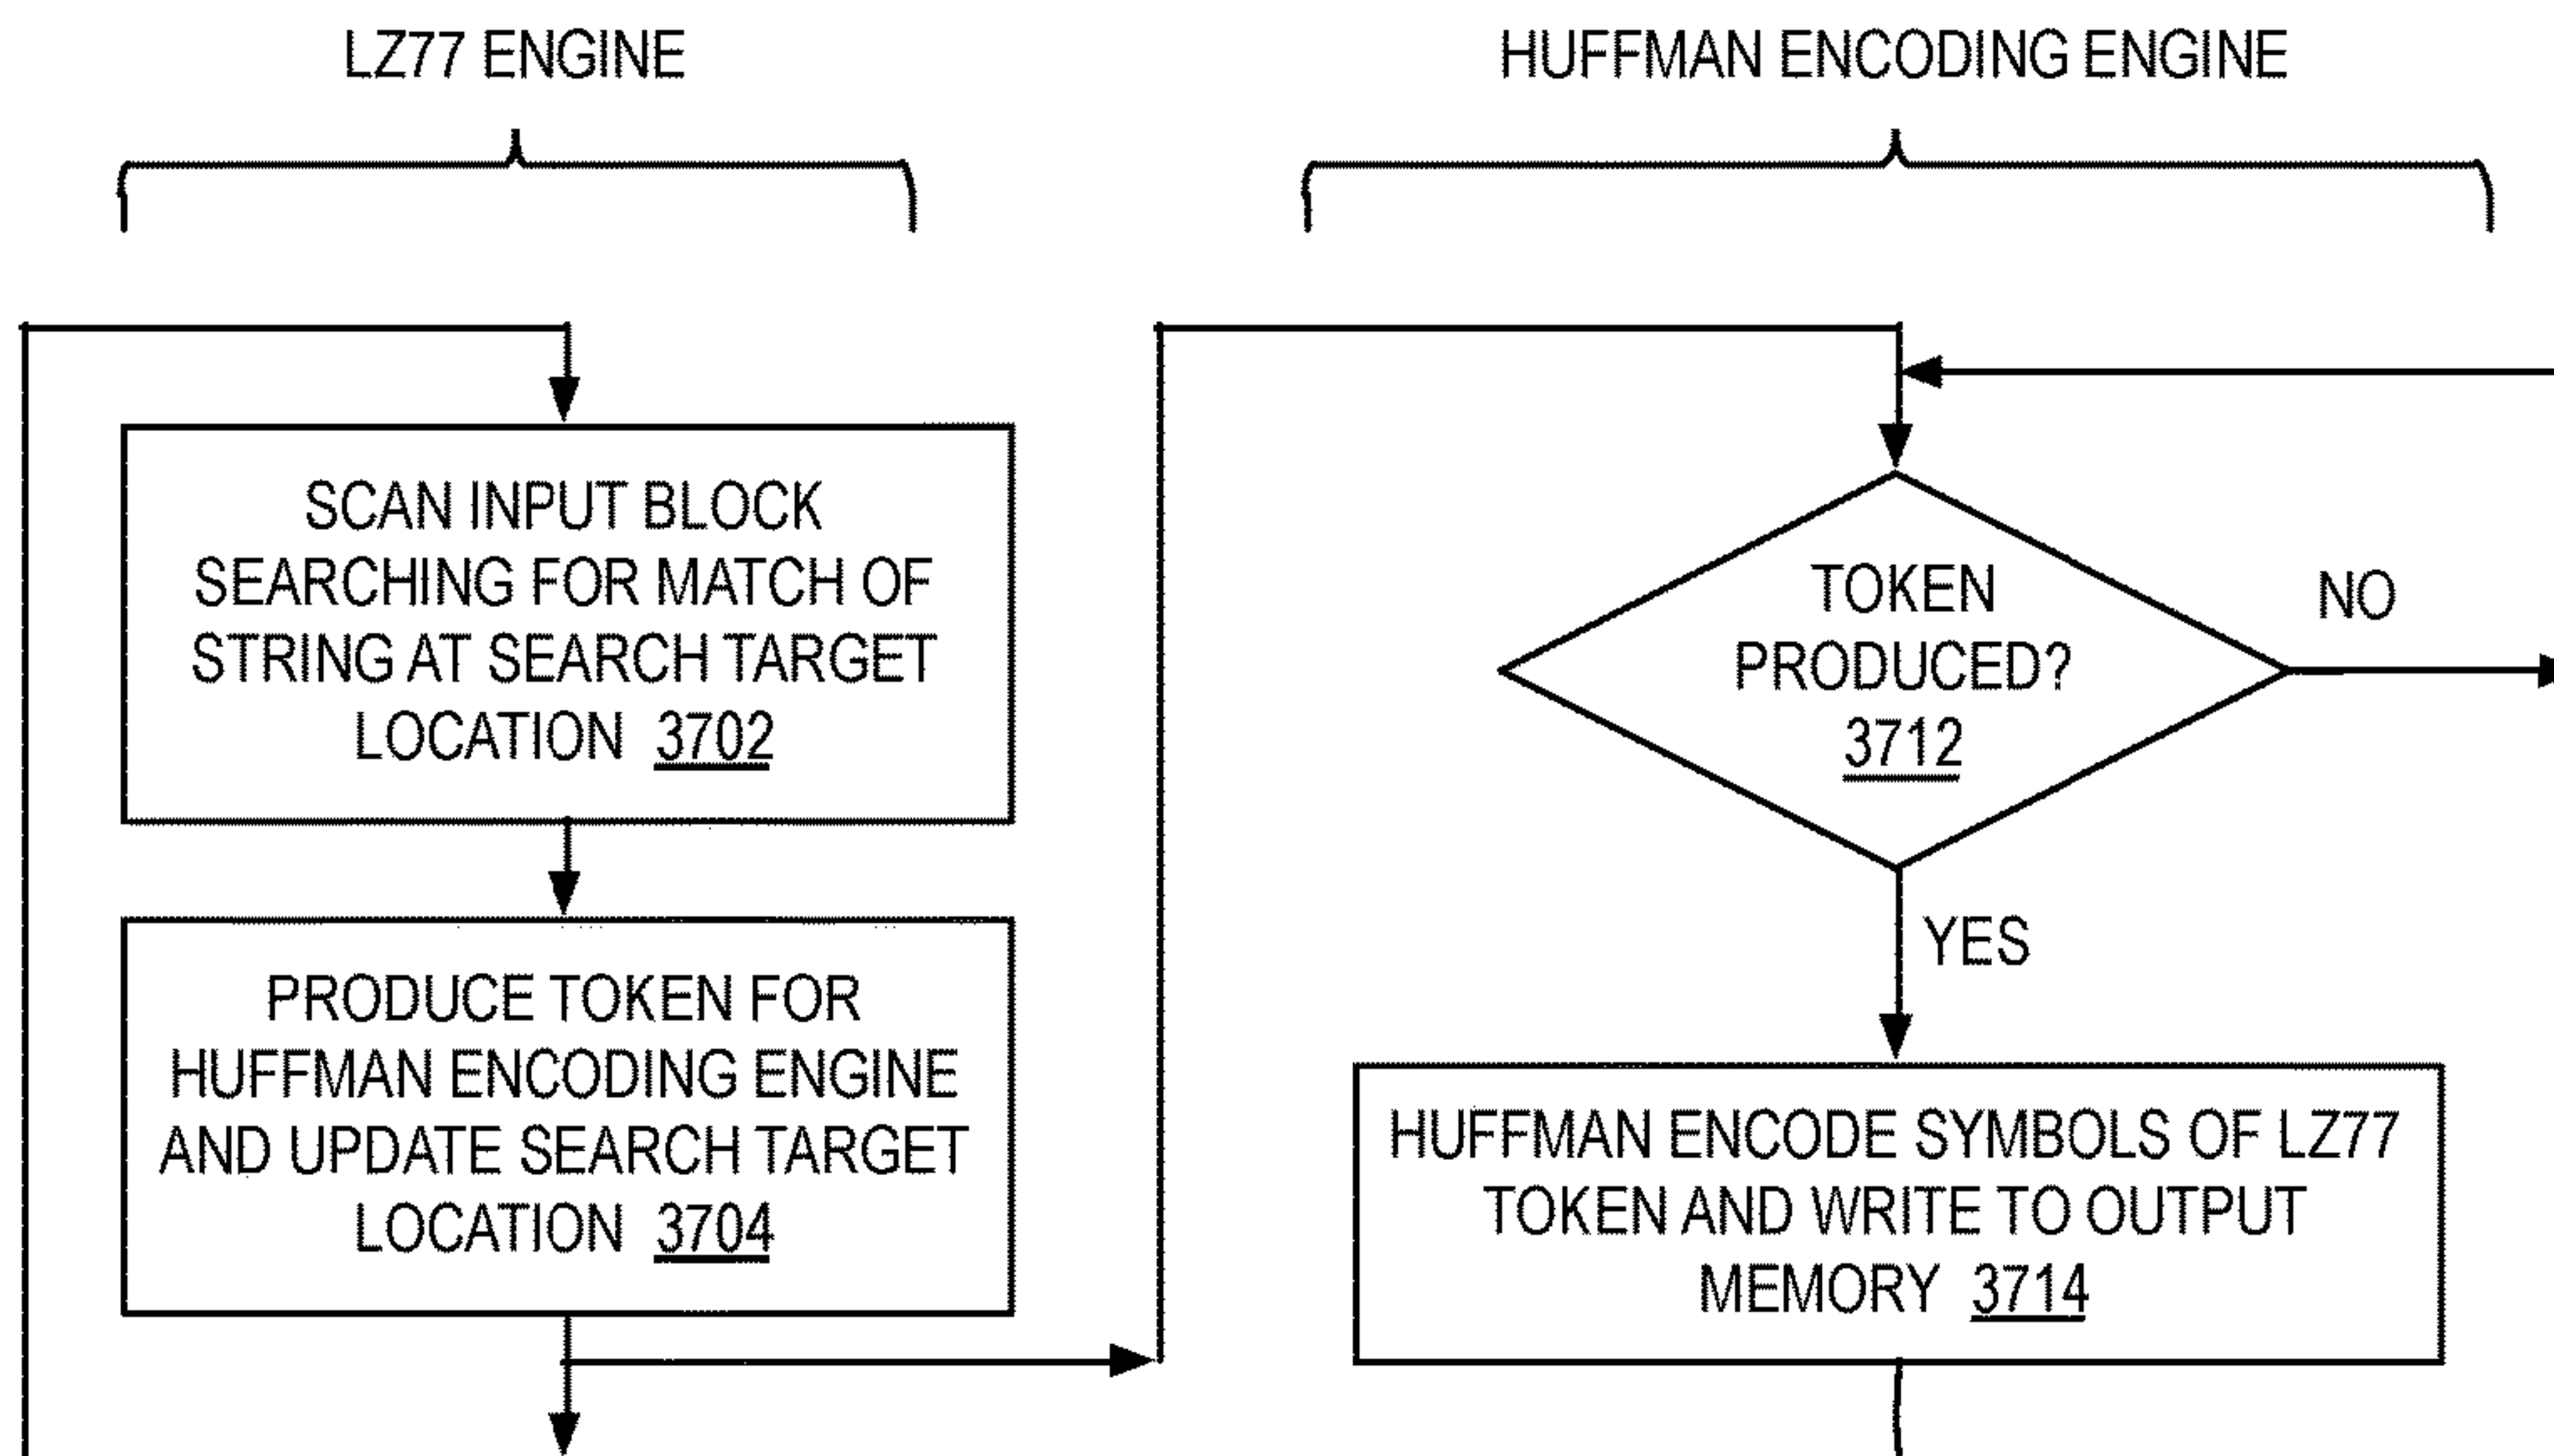 LZ77 ENGINE
HUFFMAN ENCODING ENGINE
SCAN INPUT BLOCK
SEARCHING FOR MATCH OF
STRING AT SEARCH TARGET
LOCATION 3702
PRODUCE TOKEN FOR
HUFFMAN ENCODING ENGINE
AND UPDATE SEARCH TARGET
LOCATION 3704
TOKEN
PRODUCED?
3712
NO
YES
HUFFMAN ENCODE SYMBOLS OF LZ77
TOKEN AND WRITE TO OUTPUT
MEMORY 3714